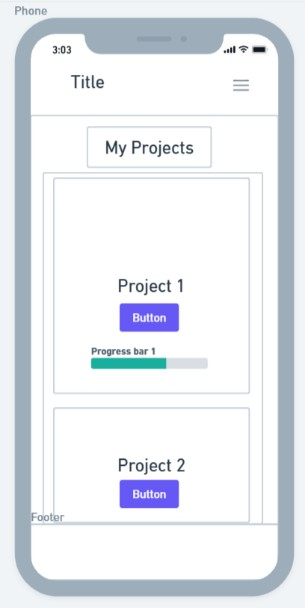 Phone
3:03
Title
My Projects
Project 1
Button
Progress bar 1
Project 2
Button
Footer